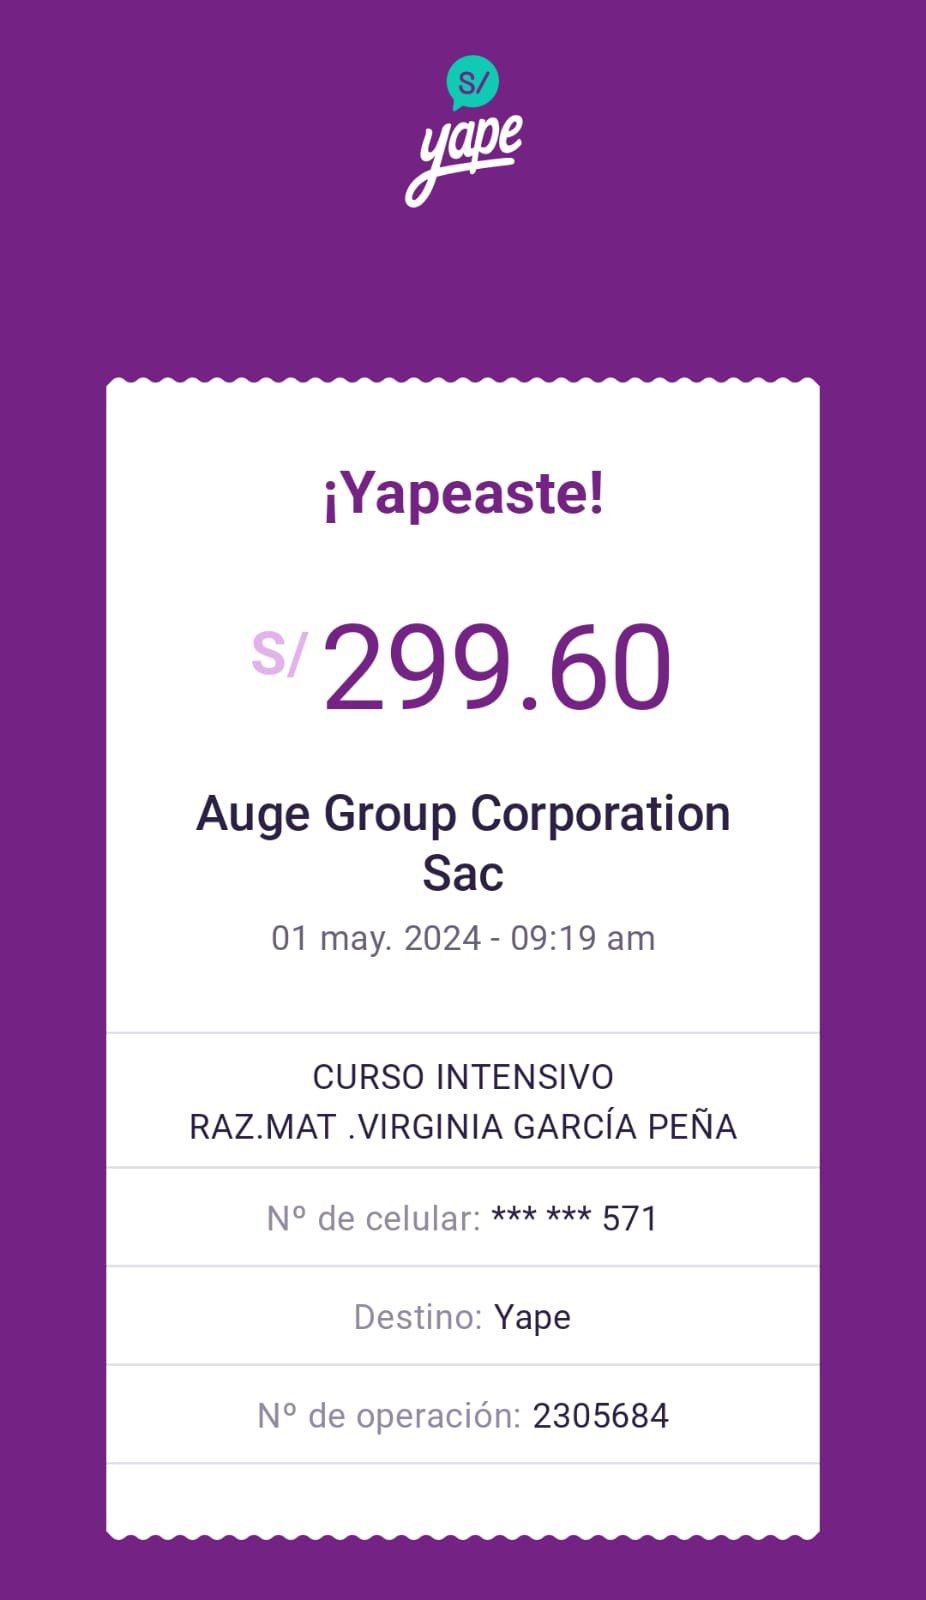 S/
yape
¡Yapeaste!
S/ 299.60
Auge Group Corporation
Sac
01 may. 2024 - 09:19 am
CURSO INTENSIVO
RAZ.MAT .VIRGINIA GARCÍA PEÑA
Nº de celular: *** *** 571
Destino: Yape
Nº de operación: 2305684